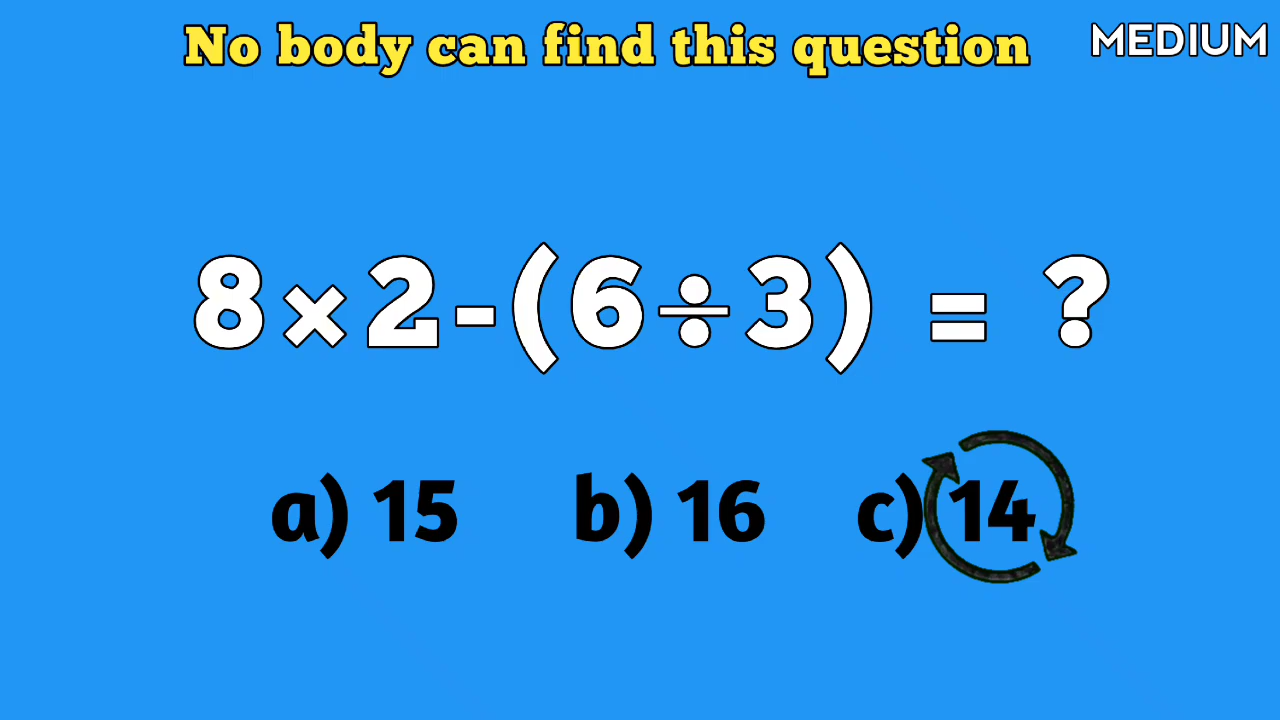 No body can find this question
MEDIUM
8×2-(6÷3) = ?
a) 15 b) 16 c) 14